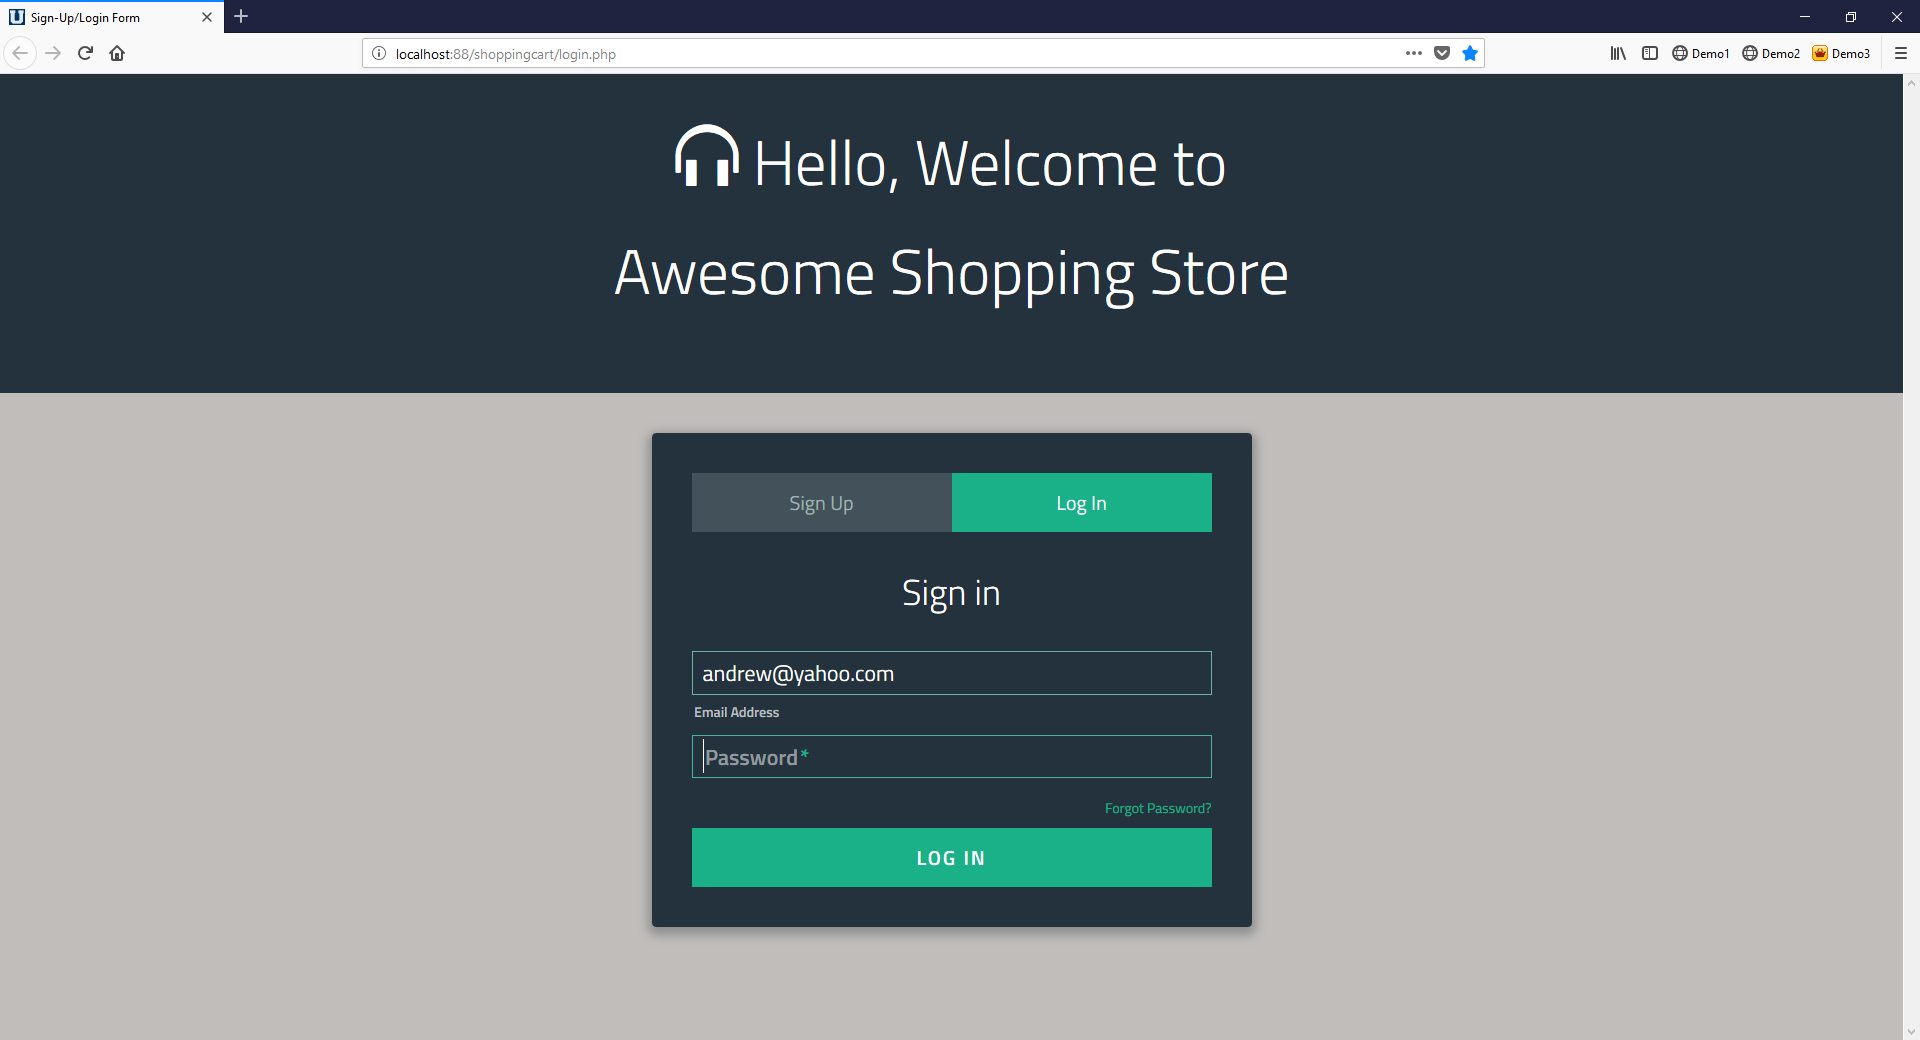 Sign-Up/Login Form
localhost:88/shoppingcart/login.php
Demo1 Demo2 Demo3
Hello, Welcome to
Awesome Shopping Store
Sign Up
Log In
Sign in
andrew@yahoo.com
Email Address
Password*
Forgot Password?
LOG IN